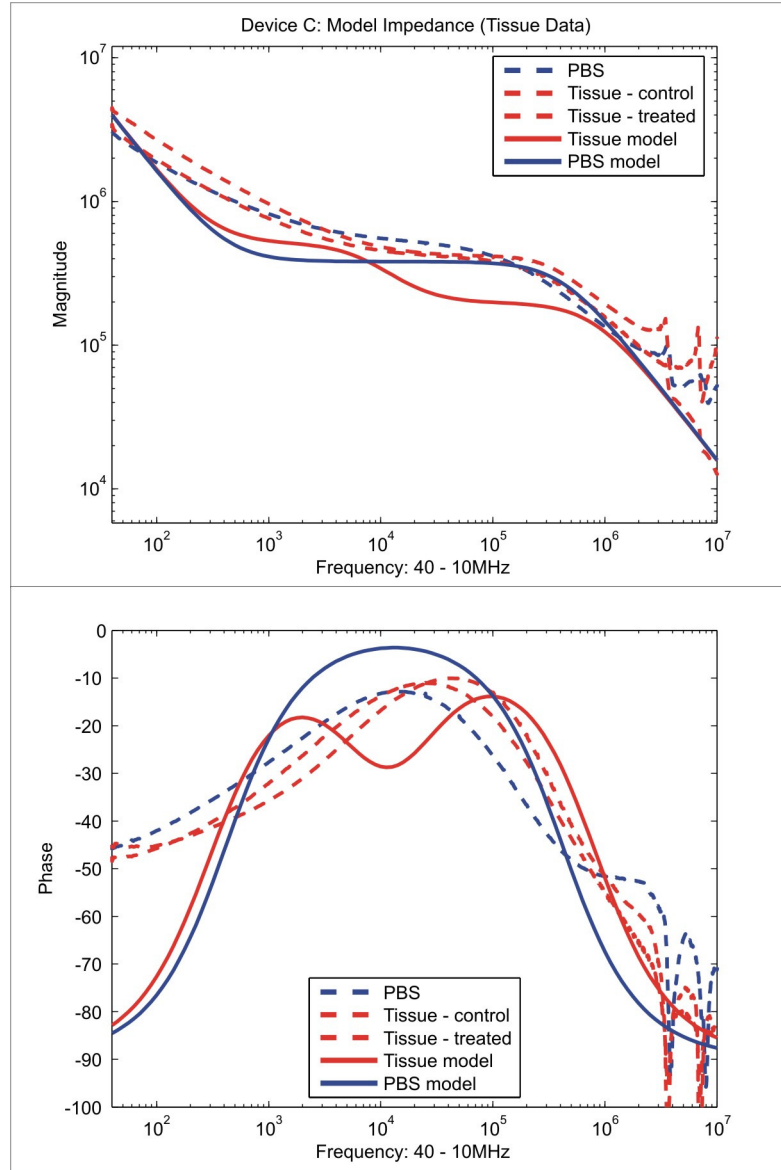 Device C: Model Impedance (Tissue Data)
10^7
10^6
10^5
10^4
Magnitude
PBS
Tissue - control
Tissue - treated
Tissue model
PBS model
10^2 10^3 10^4 10^5 10^6 10^7
Frequency: 40 - 10MHz
0
-10
-20
-30
-40
-50
-60
-70
-80
-90
-100
Phase
PBS
Tissue - control
Tissue - treated
Tissue model
PBS model
10^2 10^3 10^4 10^5 10^6 10^7
Frequency: 40 - 10MHz